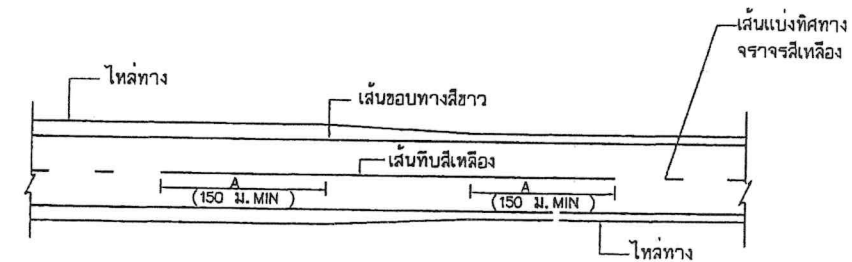 เส้นแบ่งทิศทาง
จราจรสีเหลือง
ไหล่ทาง
เส้นขอบทางสีขาว
เส้นทึบสีเหลือง
A
(150 ม. MIN )
A
(150 ม. MIN )
ไหล่ทาง